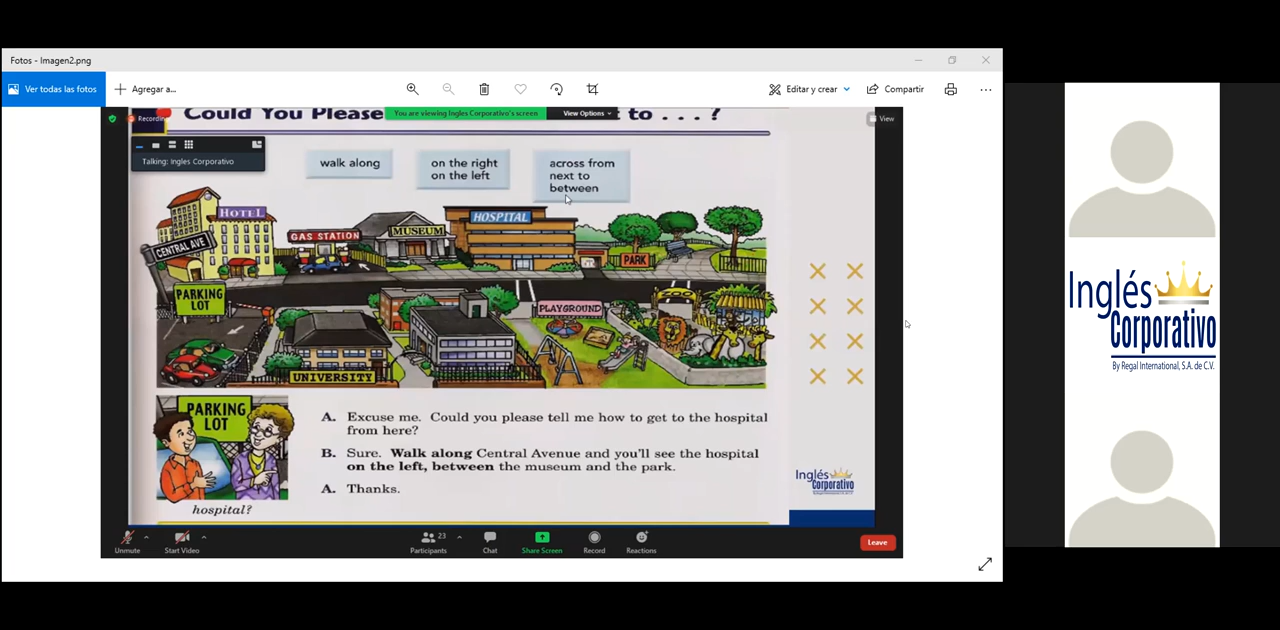 Fotos - Imagen2.png
Ver todas las fotos
Agregar a...
Editar y crear
Compartir
Could You Please
to . . . ?
Recording
You are viewing Ingles Corporativo's screen
View Options
View
Talking: Ingles Corporativo
walk along
on the right
on the left
across from
next to
between
HOTEL
CENTRAL AVE
GAS STATION
MUSEUM
HOSPITAL
PARK
PARKING
LOT
PLAYGROUND
ZOO
UNIVERSITY
PARKING
LOT
A. Excuse me. Could you please tell me how to get to the hospital
from here?
B. Sure. Walk along Central Avenue and you'll see the hospital
on the left, between the museum and the park.
A. Thanks.
hospital?
Inglés
Corporativo
Unmute
Start Video
Participants
23
Chat
Share Screen
Record
Reactions
Leave
Inglés
Corporativo
By Regal International, S.A. de C.V.